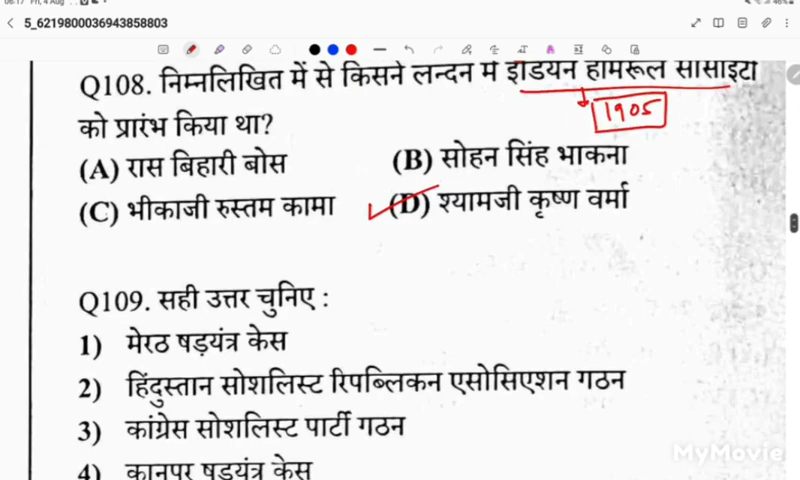 5_6219800036943858803
Q108. निम्नलिखित में से किसने लन्दन में इंडियन होमरूल सोसाइटी
1905
को प्रारंभ किया था?
(A) रास बिहारी बोस (B) सोहन सिंह भाकना
(C) भीकाजी रुस्तम कामा (D) श्यामजी कृष्ण वर्मा
Q109. सही उत्तर चुनिए :
1) मेरठ षड़यंत्र केस
2) हिंदुस्तान सोशलिस्ट रिपब्लिकन एसोसिएशन गठन
3) कांग्रेस सोशलिस्ट पार्टी गठन
4) कानपुर षड़यंत्र केस
MyMovie